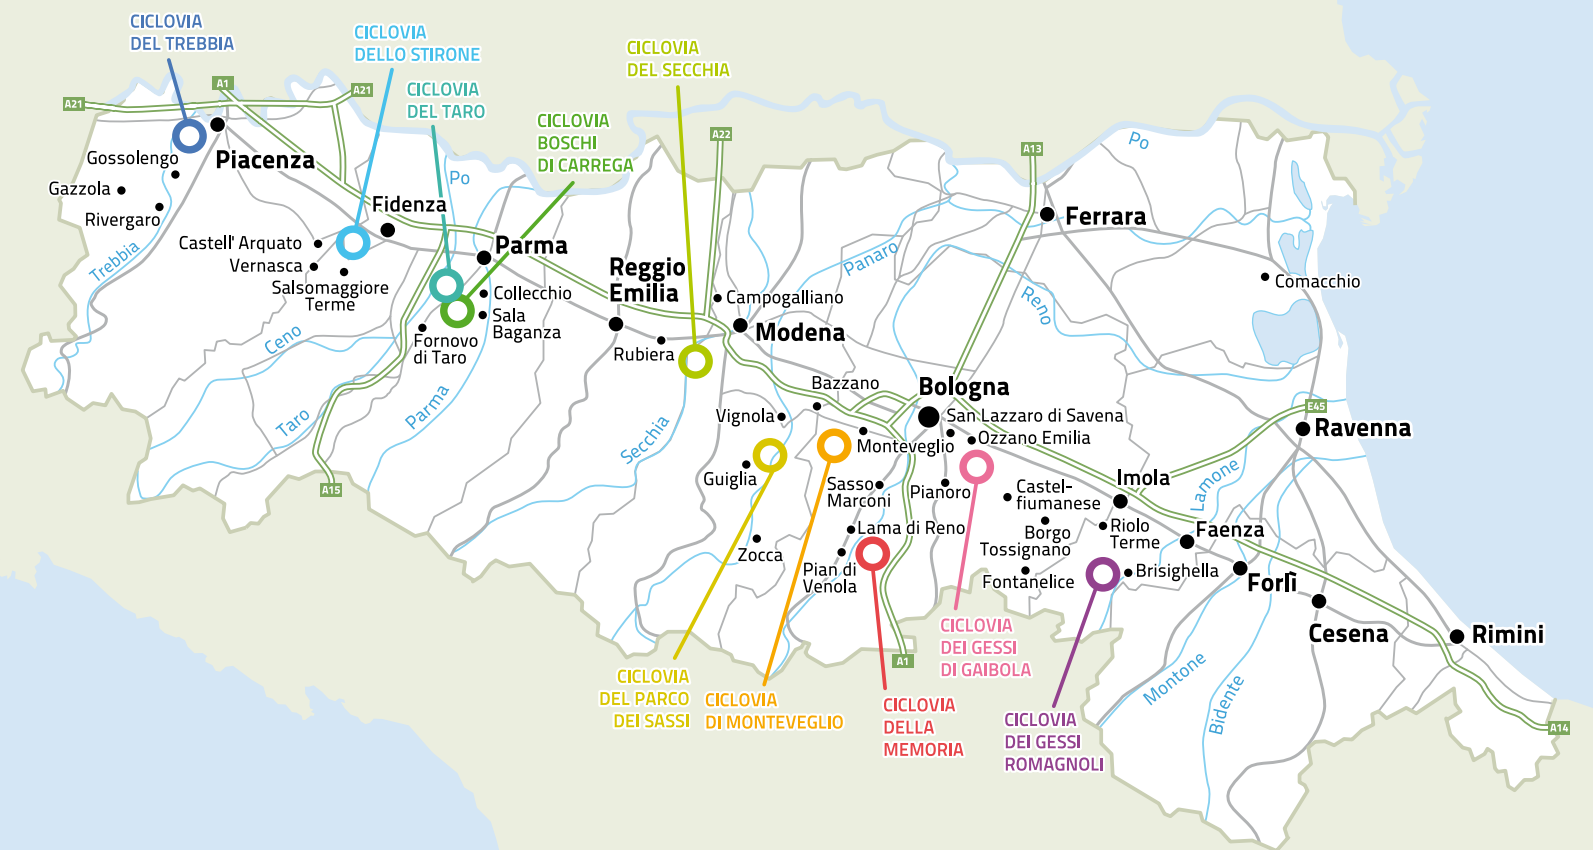 CICLOVIA
DEL TREBBIA
CICLOVIA
DELLO STIRONE
CICLOVIA
DEL TARO
CICLOVIA
BOSCHI
DI CARREGA
CICLOVIA
DEL SECCHIA
A21
A1
A21
A22
A13
Po
Po
Gossolengo
Piacenza
Gazzola
Rivergaro
Trebbia
Fidenza
Castell' Arquato
Vernasca
Salsomaggiore
Terme
Parma
Collecchio
Sala
Baganza
Fornovo
di Taro
Ceno
Taro
Parma
A15
Reggio
Emilia
Rubiera
Campogalliano
Modena
Secchia
Panaro
Reno
Ferrara
Comacchio
Bazzano
Vignola
Guiglia
Zocca
Monteveglio
Bologna
San Lazzaro di Savena
Ozzano Emilia
Sasso
Marconi
Pianoro
Lama di Reno
Pian di
Venola
Castel-
fiumanese
Borgo
Tossignano
Fontanelice
Imola
Riolo
Terme
Brisighella
Lamone
Faenza
E45
Ravenna
Forlì
Cesena
Rimini
Montone
Bidente
A1
A14
CICLOVIA
DEL PARCO
DEI SASSI
CICLOVIA
DI MONTEVEGLIO
CICLOVIA
DELLA
MEMORIA
CICLOVIA
DEI GESSI
DI GAIBOLA
CICLOVIA
DEI GESSI
ROMAGNOLI